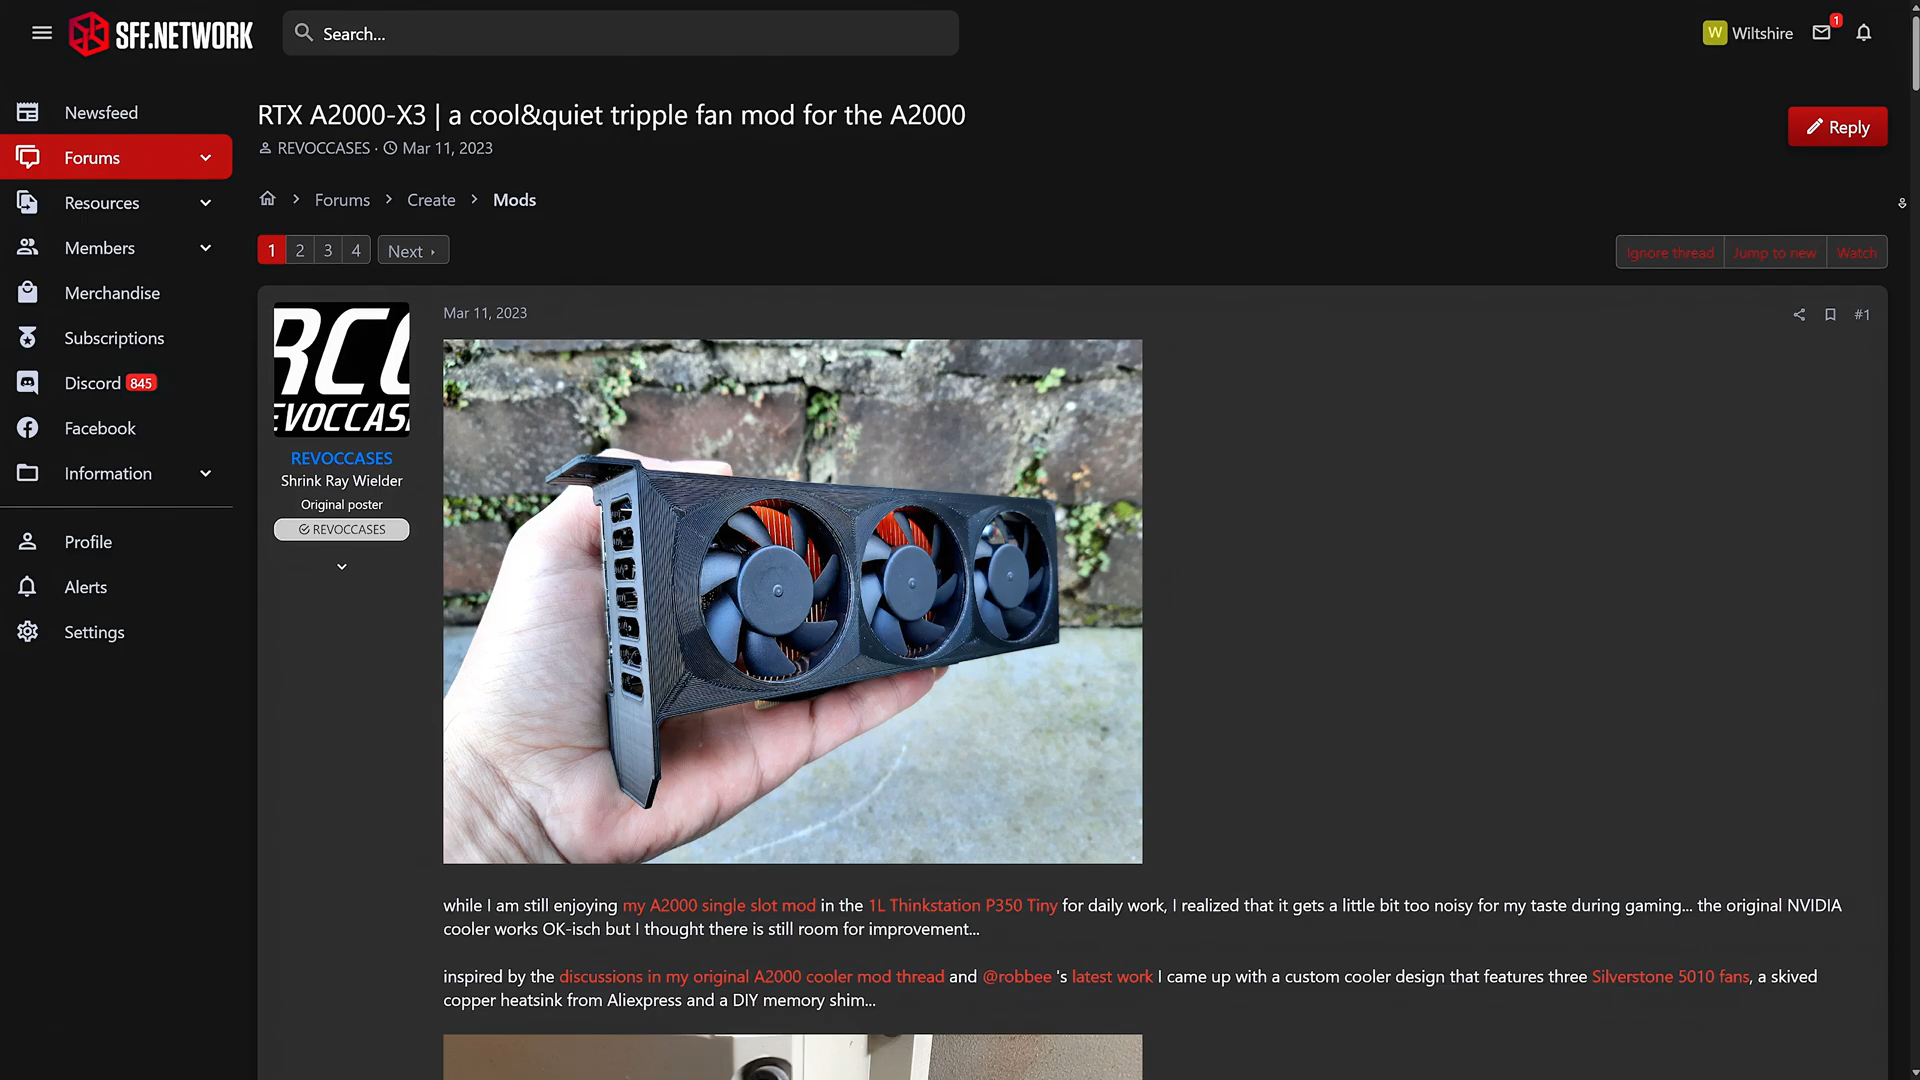 SFF.NETWORK
Search...
W Wiltshire 1
Newsfeed
Forums
Resources
Members
Merchandise
Subscriptions
Discord 845
Facebook
Information
Profile
Alerts
Settings
RTX A2000-X3 | a cool&quiet tripple fan mod for the A2000
REVOCCASES · Mar 11, 2023
Reply
Forums Create Mods
1 2 3 4 Next
Ignore thread Jump to new Watch
REVOCCASES
Shrink Ray Wielder
Original poster
REVOCCASES
Mar 11, 2023
#1
while I am still enjoying my A2000 single slot mod in the 1L Thinkstation P350 Tiny for daily work, I realized that it gets a little bit too noisy for my taste during gaming... the original NVIDIA
cooler works OK-isch but I thought there is still room for improvement...
inspired by the discussions in my original A2000 cooler mod thread and @robbee 's latest work I came up with a custom cooler design that features three Silverstone 5010 fans, a skived
copper heatsink from Aliexpress and a DIY memory shim...